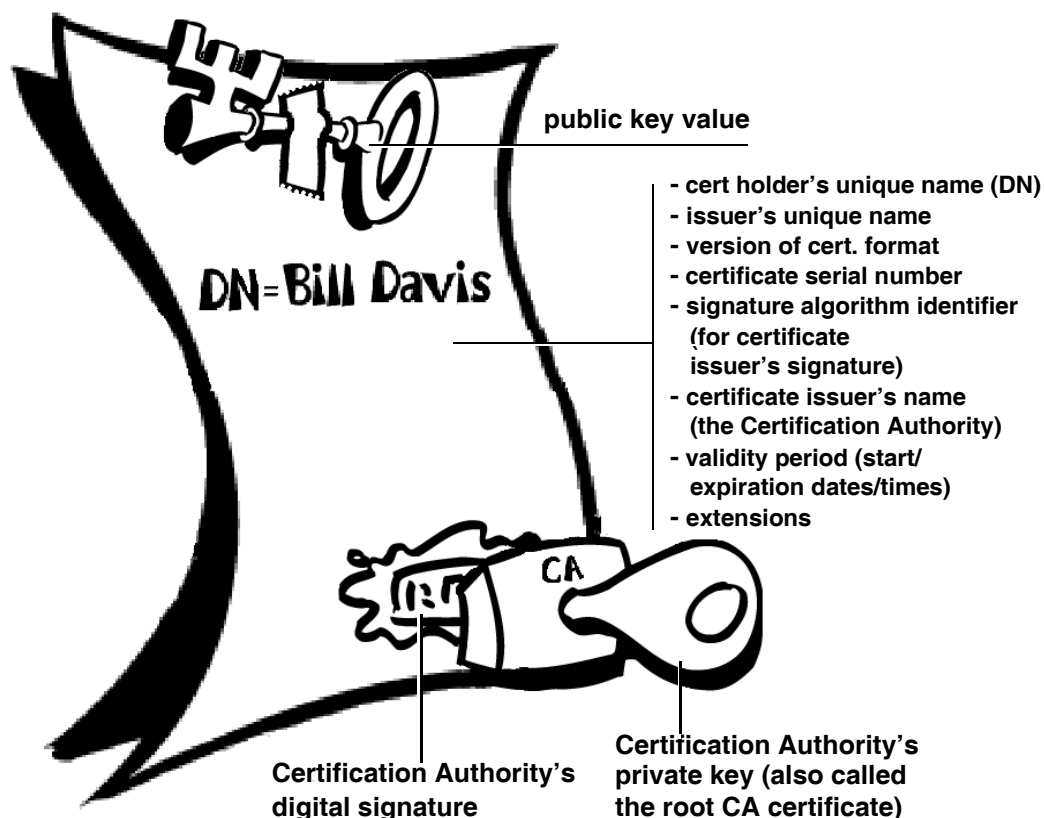 public key value
- cert holder's unique name (DN)
- issuer's unique name
- version of cert. format
- certificate serial number
- signature algorithm identifier
(for certificate
issuer's signature)
- certificate issuer's name
(the Certification Authority)
- validity period (start/
expiration dates/times)
- extensions
DN=Bill Davis
CA
Certification Authority's
digital signature
Certification Authority's
private key (also called
the root CA certificate)